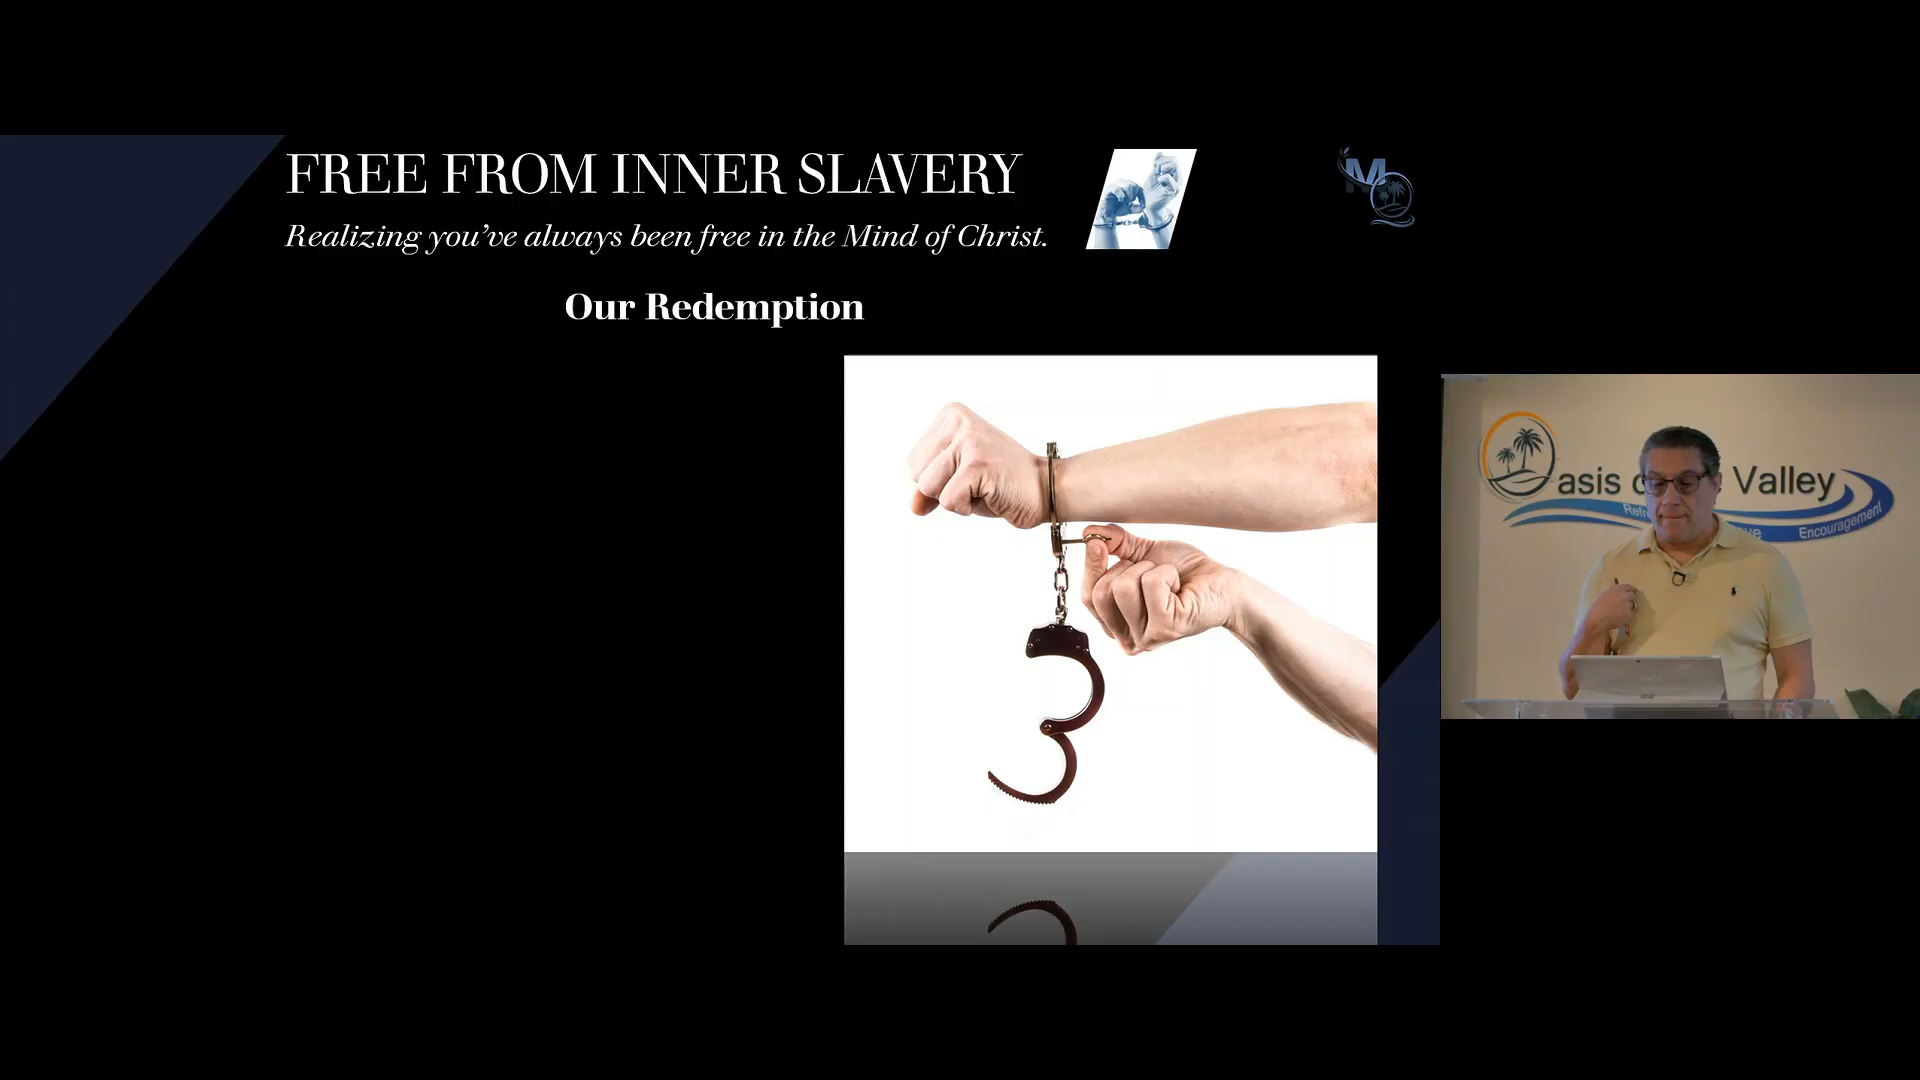 FREE FROM INNER SLAVERY
Realizing you've always been free in the Mind of Christ.
M
Our Redemption
asis Valley
Encouragement